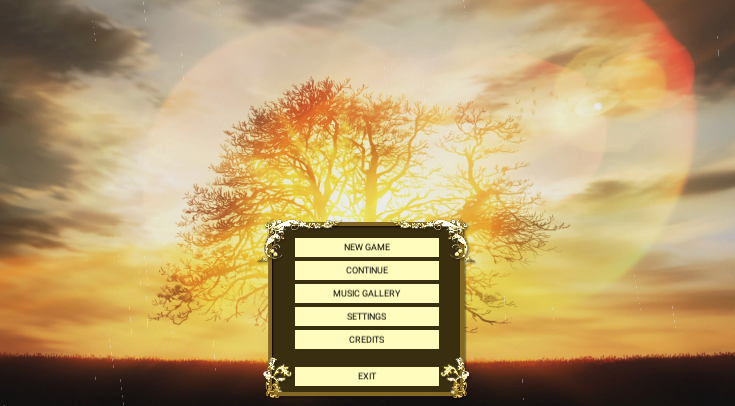 NEW GAME
CONTINUE
MUSIC GALLERY
SETTINGS
CREDITS
EXIT